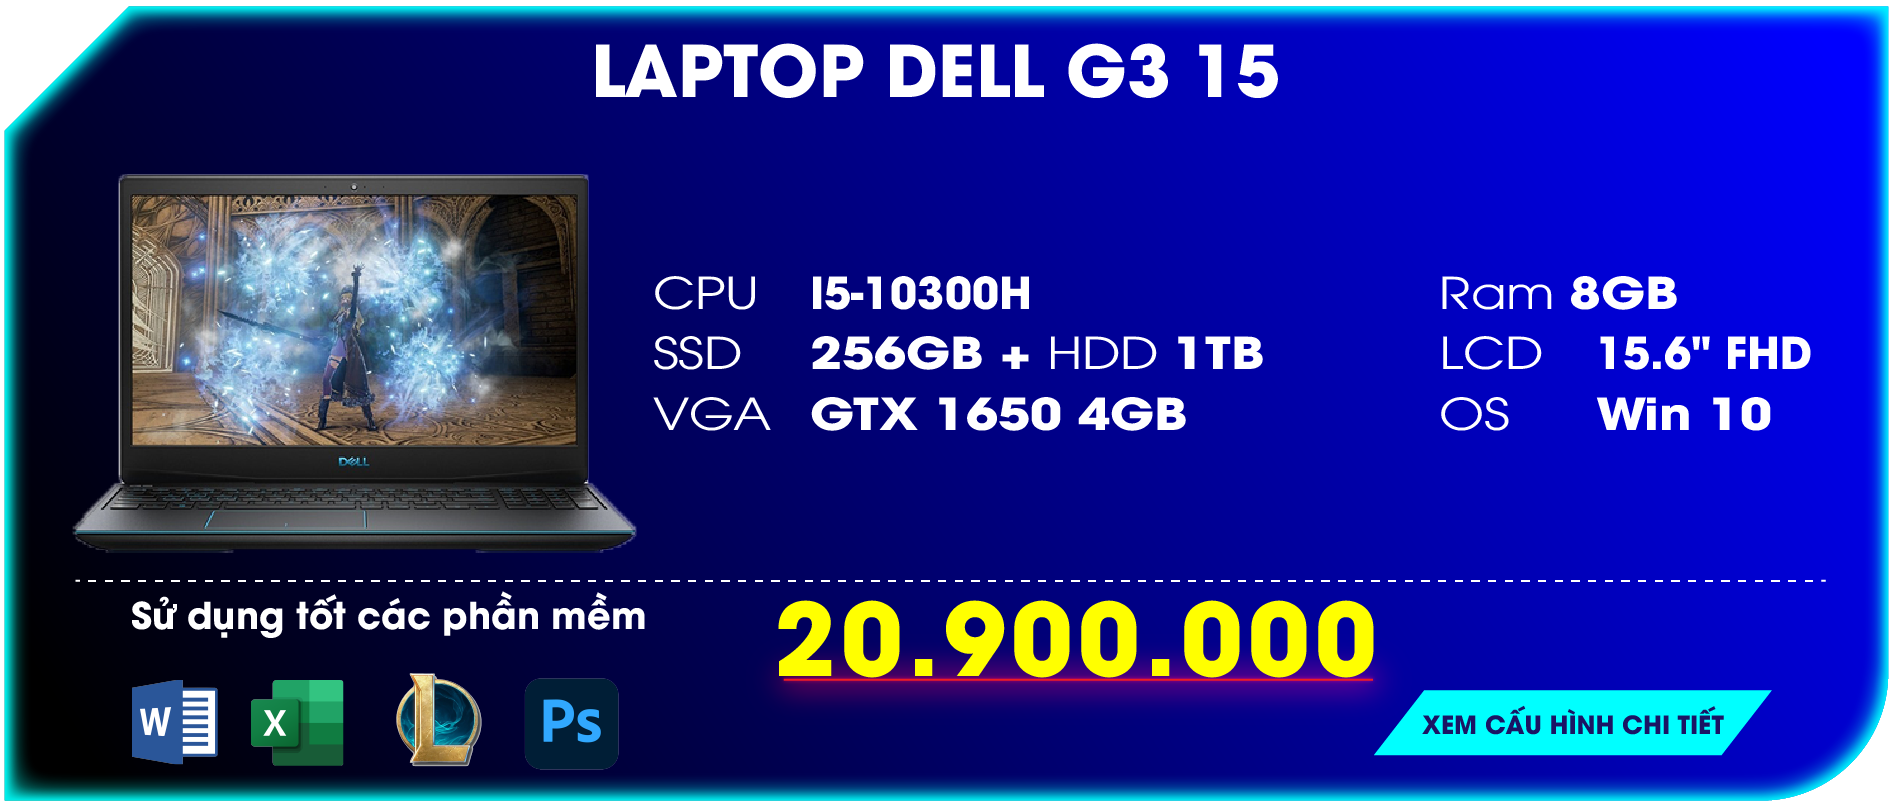 LAPTOP DELL G3 15
CPU I5-10300H
SSD 256GB + HDD 1TB
VGA GTX 1650 4GB
Ram 8GB
LCD 15.6" FHD
OS Win 10
DELL
Sử dụng tốt các phần mềm
20.900.000
W
X
L
Ps
XEM CẤU HÌNH CHI TIẾT